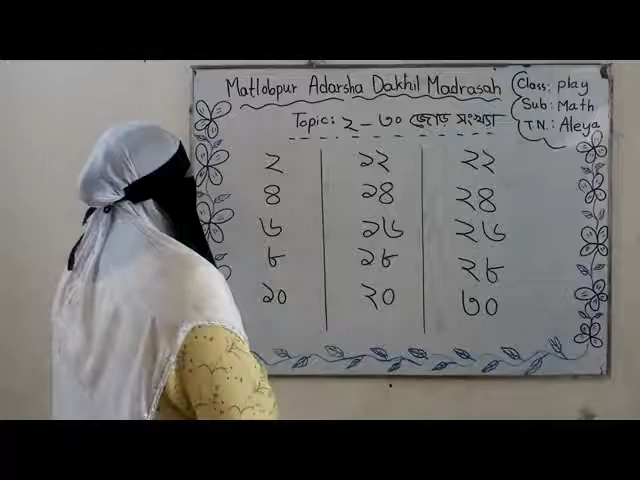 Matlobpur Adarsha Dakhil Madrasah
Class: play
Sub: Math
T.N.: Aleya
Topic: ২ - ৩০ জোড় সংখ্যা
২ ১২ ২২
৪ ১৪ ২৪
৬ ১৬ ২৬
৮ ১৮ ২৮
১০ ২০ ৩০